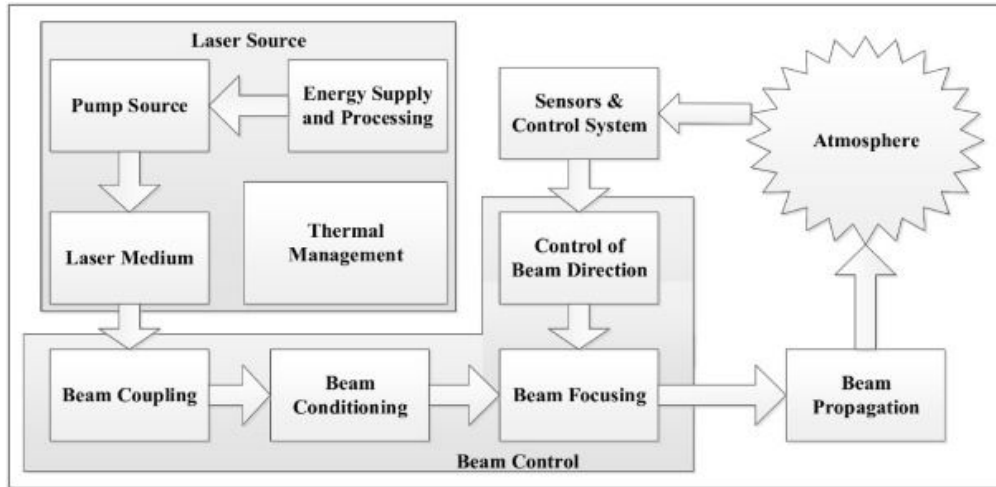 Laser Source
Pump Source
Energy Supply
and Processing
Sensors &
Control System
Atmosphere
Laser Medium
Thermal
Management
Control of
Beam Direction
Beam Coupling
Beam
Conditioning
Beam Focusing
Beam
Propagation
Beam Control